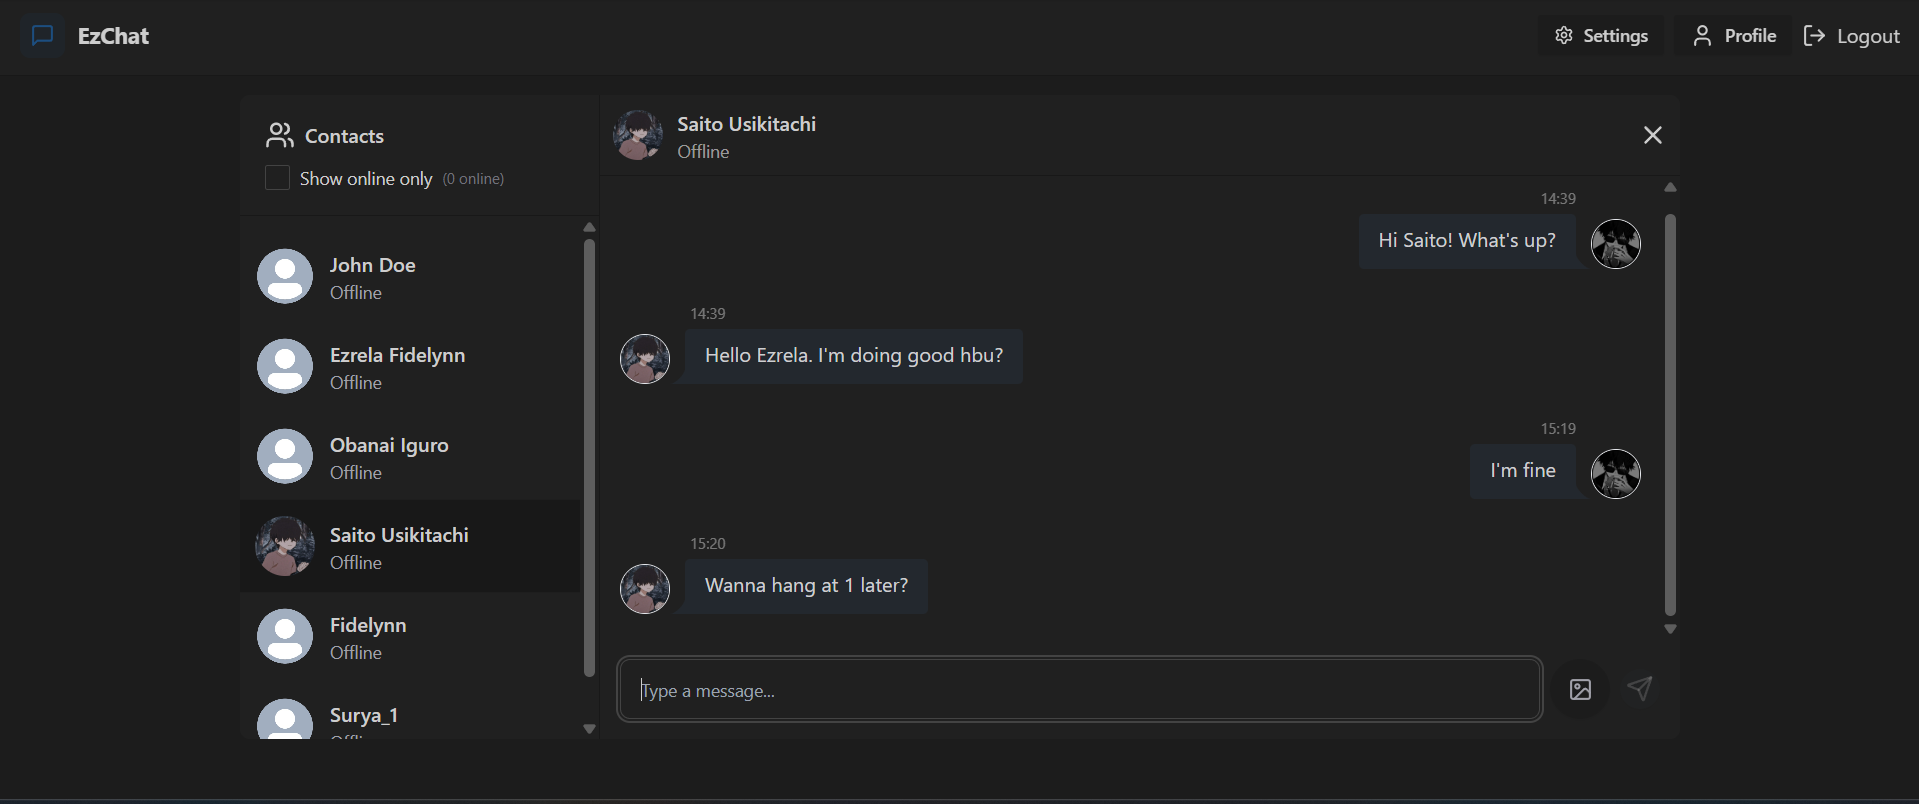 EzChat
Settings
Profile
Logout
Contacts
Show online only (0 online)
John Doe
Offline
Ezrela Fidelynn
Offline
Obanai Iguro
Offline
Saito Usikitachi
Offline
Fidelynn
Offline
Surya_1
Saito Usikitachi
Offline
14:39
Hi Saito! What's up?
14:39
Hello Ezrela. I'm doing good hbu?
15:19
I'm fine
15:20
Wanna hang at 1 later?
Type a message...